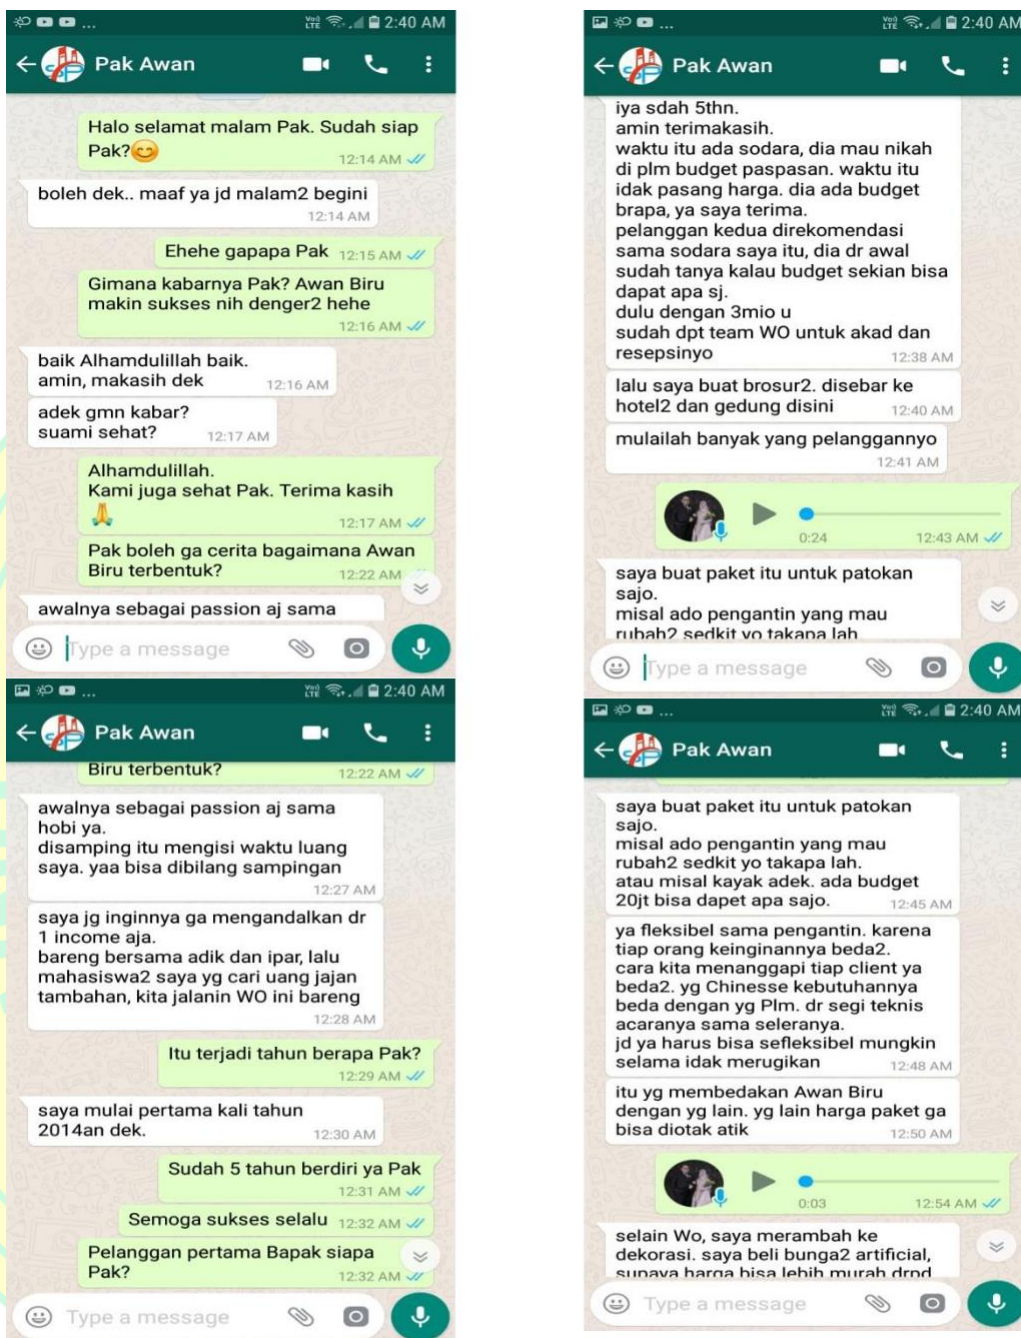 ... VoI) LTE 2:40 AM
Pak Awan
Halo selamat malam Pak. Sudah siap
Pak?😊 12:14 AM
boleh dek.. maaf ya jd malam2 begini
12:14 AM
Ehehe gapapa Pak 12:15 AM
Gimana kabarnya Pak? Awan Biru
makin sukses nih denger2 hehe
12:16 AM
baik Alhamdulillah baik.
amin, makasih dek 12:16 AM
adek gmn kabar?
suami sehat? 12:17 AM
Alhamdulillah.
Kami juga sehat Pak. Terima kasih
🙏 12:17 AM
Pak boleh ga cerita bagaimana Awan
Biru terbentuk? 12:22 AM
awalnya sebagai passion aj sama
Type a message
... VoI) LTE 2:40 AM
Pak Awan
Biru terbentuk? 12:22 AM
awalnya sebagai passion aj sama
hobi ya.
disamping itu mengisi waktu luang
saya. yaa bisa dibilang sampingan
12:27 AM
saya jg inginnya ga mengandalkan dr
1 income aja.
bareng bersama adik dan ipar, lalu
mahasiswa2 saya yg cari uang jajan
tambahan, kita jalanin WO ini bareng
12:28 AM
Itu terjadi tahun berapa Pak?
12:29 AM
saya mulai pertama kali tahun
2014an dek. 12:30 AM
Sudah 5 tahun berdiri ya Pak
12:31 AM
Semoga sukses selalu 12:32 AM
Pelanggan pertama Bapak siapa
Pak? 12:32 AM
Type a message
... VoI) LTE 2:40 AM
Pak Awan
iya sdah 5thn.
amin terimakasih.
waktu itu ada sodara, dia mau nikah
di plm budget paspasan. waktu itu
idak pasang harga. dia ada budget
brapa, ya saya terima.
pelanggan kedua direkomendasi
sama sodara saya itu, dia dr awal
sudah tanya kalau budget sekian bisa
dapat apa sj.
dulu dengan 3mio u
sudah dpt team WO untuk akad dan
resepsinyo 12:38 AM
lalu saya buat brosur2. disebar ke
hotel2 dan gedung disini 12:40 AM
mulailah banyak yang pelanggannyo
12:41 AM
0:24 12:43 AM
saya buat paket itu untuk patokan
sajo.
misal ado pengantin yang mau
rubah2 sedkit yo takapa lah
Type a message
... VoI) LTE 2:40 AM
Pak Awan
saya buat paket itu untuk patokan
sajo.
misal ado pengantin yang mau
rubah2 sedkit yo takapa lah.
atau misal kayak adek. ada budget
20jt bisa dapet apa sajo. 12:45 AM
ya fleksibel sama pengantin. karena
tiap orang keinginannya beda2.
cara kita menanggapi tiap client ya
beda2. yg Chinesse kebutuhannya
beda dengan yg Plm. dr segi teknis
acaranya sama seleranya.
jd ya harus bisa sefleksibel mungkin
selama idak merugikan 12:48 AM
itu yg membedakan Awan Biru
dengan yg lain. yg lain harga paket ga
bisa diotak atik 12:50 AM
0:03 12:54 AM
selain Wo, saya merambah ke
dekorasi. saya beli bunga2 artificial,
supaya harga bisa lebih murah drpd
Type a message